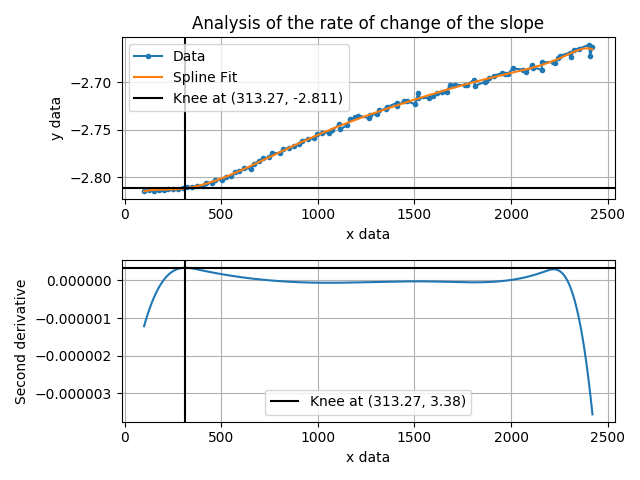 Analysis of the rate of change of the slope
Data
Spline Fit
Knee at (313.27, -2.811)
y data
−2.70
−2.75
−2.80
0
500
1000
1500
2000
2500
x data
Second derivative
0.000000
−0.000001
−0.000002
−0.000003
Knee at (313.27, 3.38)
0
500
1000
1500
2000
2500
x data